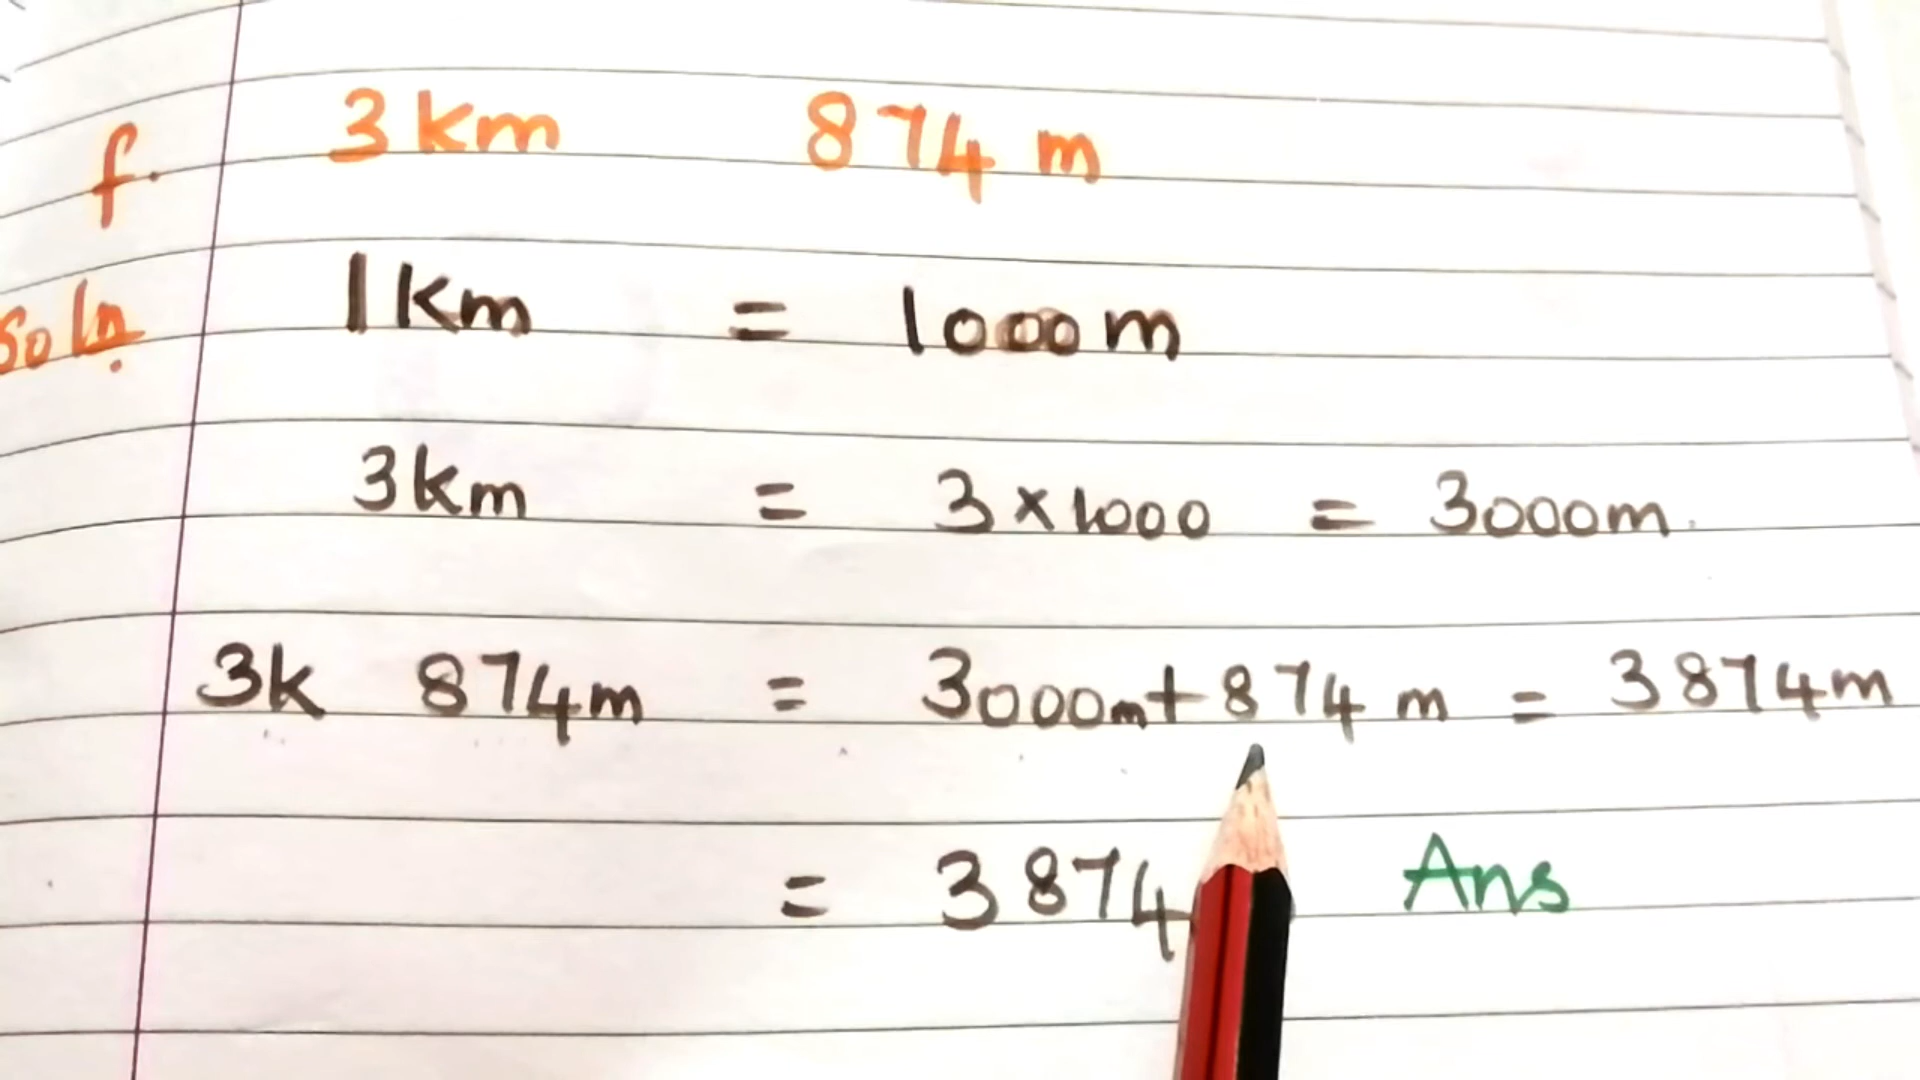 f. 3km 874 m
Soln. 1km = 1000m
3km = 3×1000 = 3000m.
3k 874m = 3000m+874 m = 3874m
= 3874 Ans